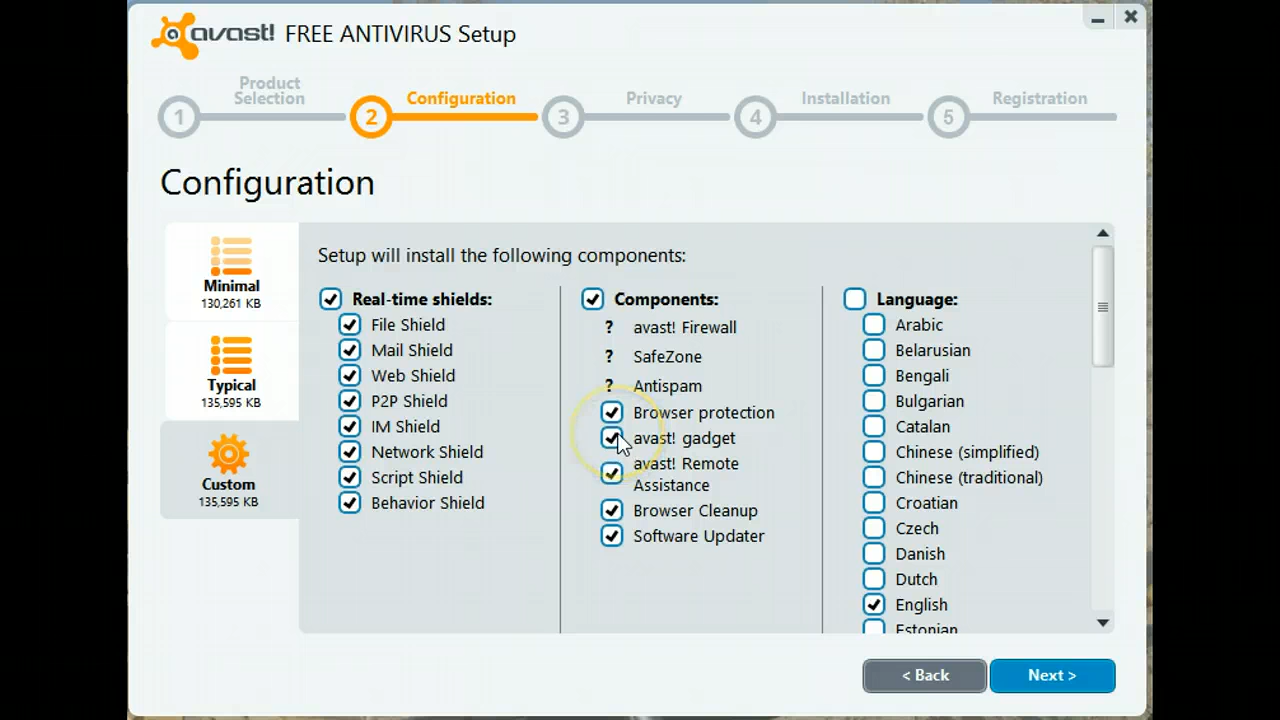 avast! FREE ANTIVIRUS Setup
1
Product
Selection
2
Configuration
3
Privacy
4
Installation
5
Registration
Configuration
Minimal
130,261 KB
Typical
135,595 KB
Custom
135,595 KB
Setup will install the following components:
Real-time shields:
File Shield
Mail Shield
Web Shield
P2P Shield
IM Shield
Network Shield
Script Shield
Behavior Shield
Components:
? avast! Firewall
? SafeZone
? Antispam
Browser protection
avast! gadget
avast! Remote
Assistance
Browser Cleanup
Software Updater
Language:
Arabic
Belarusian
Bengali
Bulgarian
Catalan
Chinese (simplified)
Chinese (traditional)
Croatian
Czech
Danish
Dutch
English
Estonian
< Back
Next >